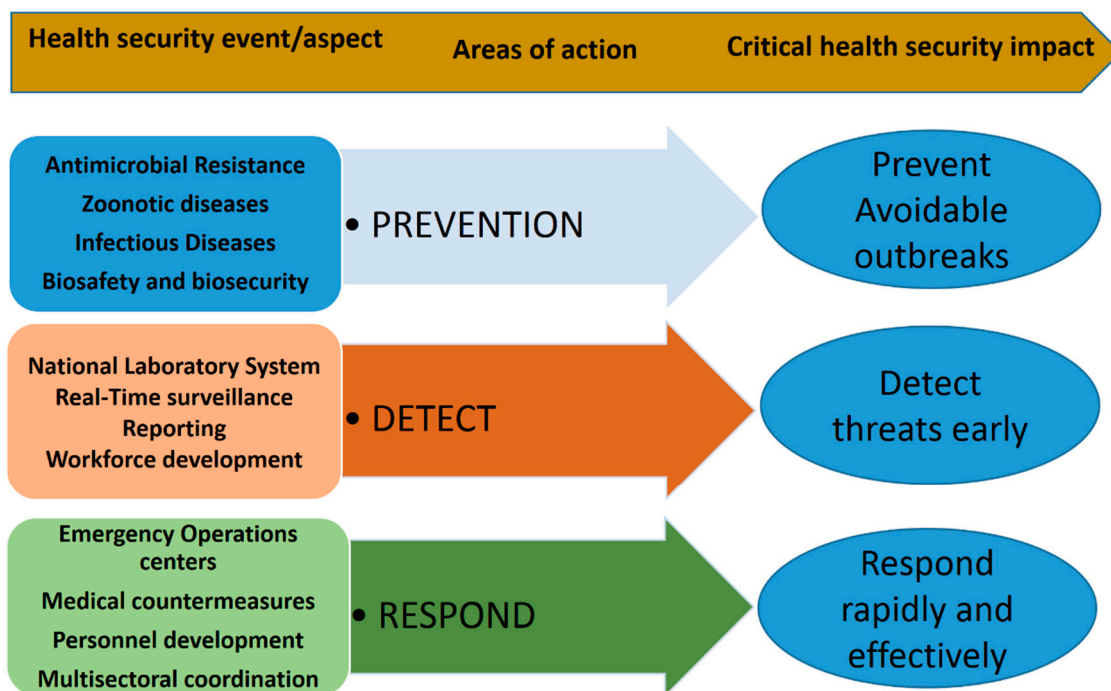 Health security event/aspect
Areas of action
Critical health security impact
Antimicrobial Resistance
Zoonotic diseases
Infectious Diseases
Biosafety and biosecurity
• PREVENTION
Prevent
Avoidable
outbreaks
National Laboratory System
Real-Time surveillance
Reporting
Workforce development
• DETECT
Detect
threats early
Emergency Operations
centers
Medical countermeasures
Personnel development
Multisectoral coordination
• RESPOND
Respond
rapidly and
effectively